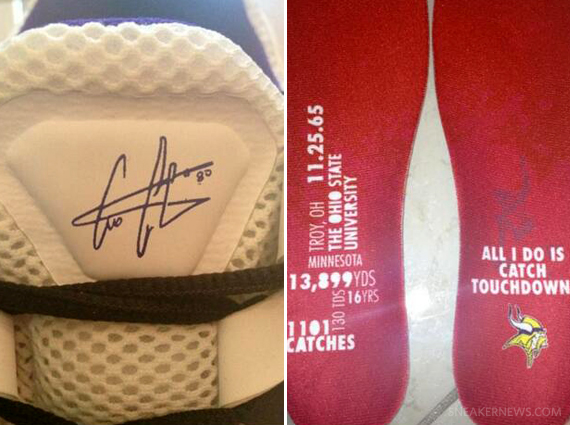 80
11.25.65
TROY, OH
THE OHIO STATE
UNIVERSITY
MINNESOTA
13,899YDS
130 TDS 16YRS
1101
CATCHES
ALL I DO IS
CATCH
TOUCHDOWN
SNEAKERNEWS.COM